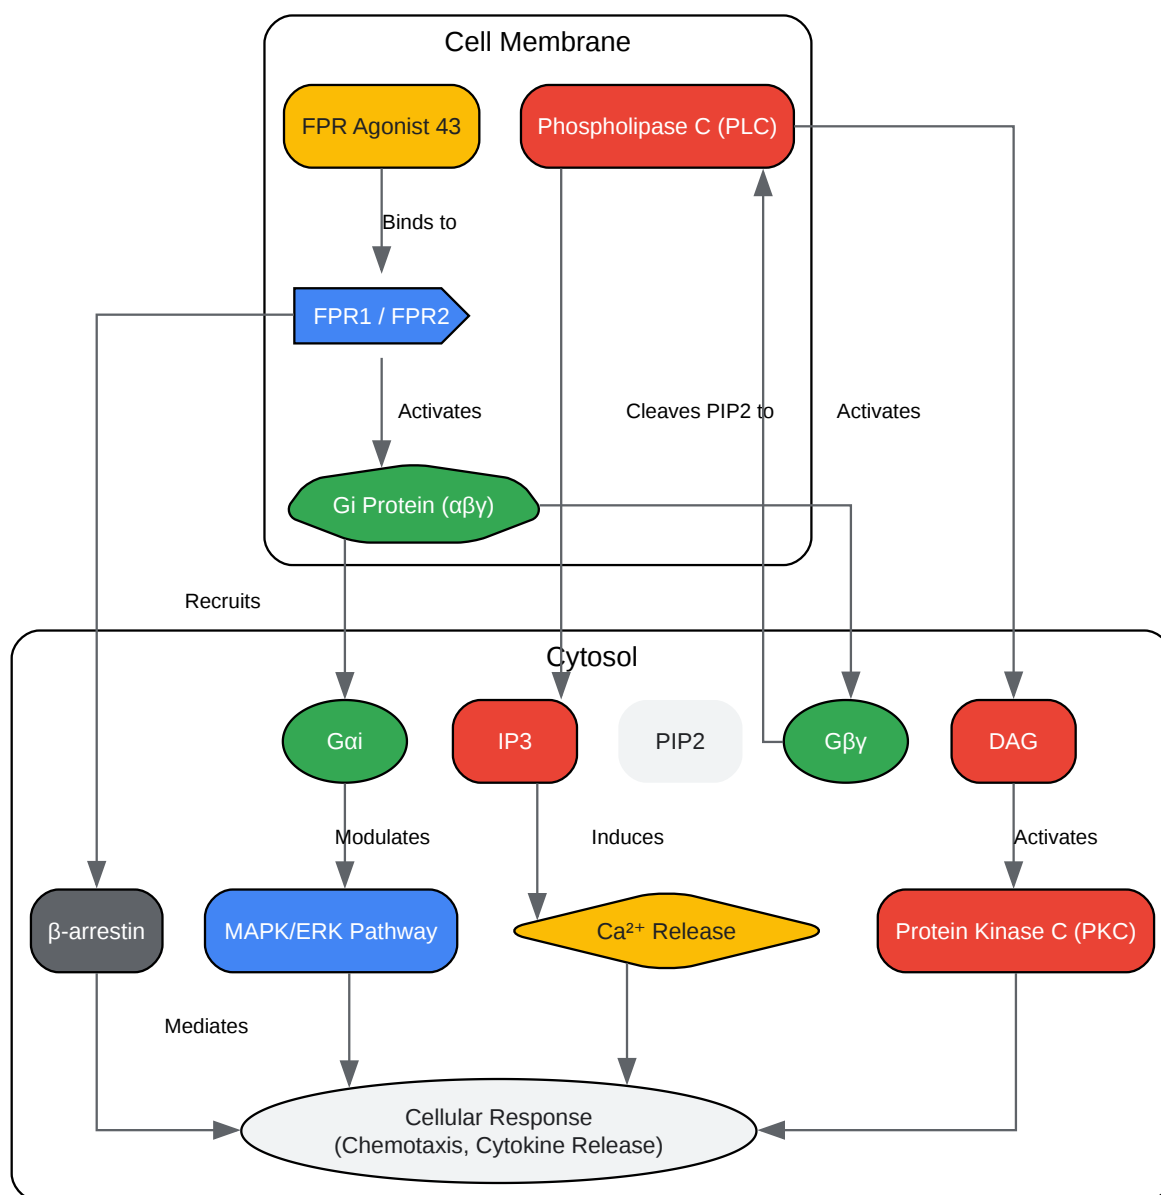 Cell Membrane
FPR Agonist 43
Phospholipase C (PLC)
Binds to
FPR1 / FPR2
Activates
Cleaves PIP2 to
Activates
Gi Protein (αβγ)
Recruits
Cytosol
Gαi
IP3
PIP2
Gβγ
DAG
Modulates
Induces
Activates
β-arrestin
MAPK/ERK Pathway
Ca²⁺ Release
Protein Kinase C (PKC)
Mediates
Cellular Response
(Chemotaxis, Cytokine Release)